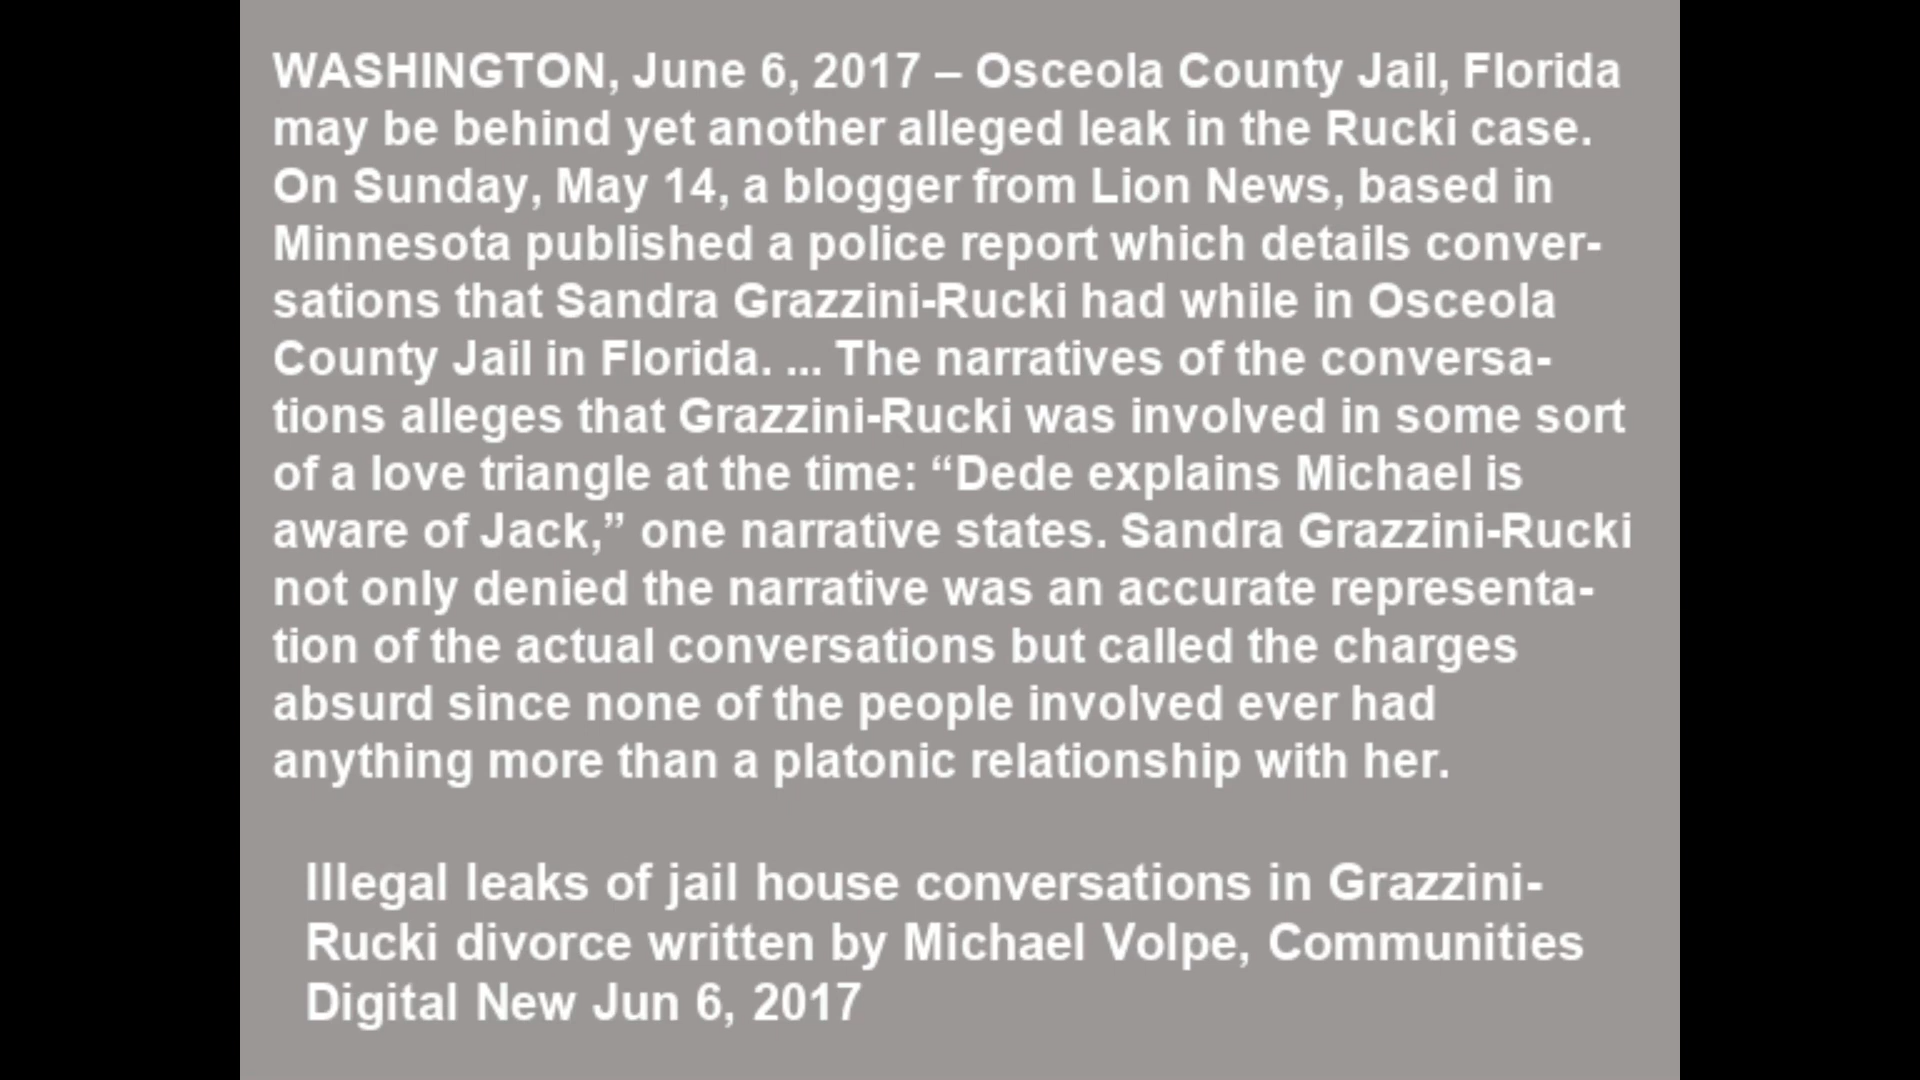 WASHINGTON, June 6, 2017 – Osceola County Jail, Florida
may be behind yet another alleged leak in the Rucki case.
On Sunday, May 14, a blogger from Lion News, based in
Minnesota published a police report which details conver-
sations that Sandra Grazzini-Rucki had while in Osceola
County Jail in Florida. ... The narratives of the conversa-
tions alleges that Grazzini-Rucki was involved in some sort
of a love triangle at the time: “Dede explains Michael is
aware of Jack,” one narrative states. Sandra Grazzini-Rucki
not only denied the narrative was an accurate representa-
tion of the actual conversations but called the charges
absurd since none of the people involved ever had
anything more than a platonic relationship with her.
Illegal leaks of jail house conversations in Grazzini-
Rucki divorce written by Michael Volpe, Communities
Digital New Jun 6, 2017